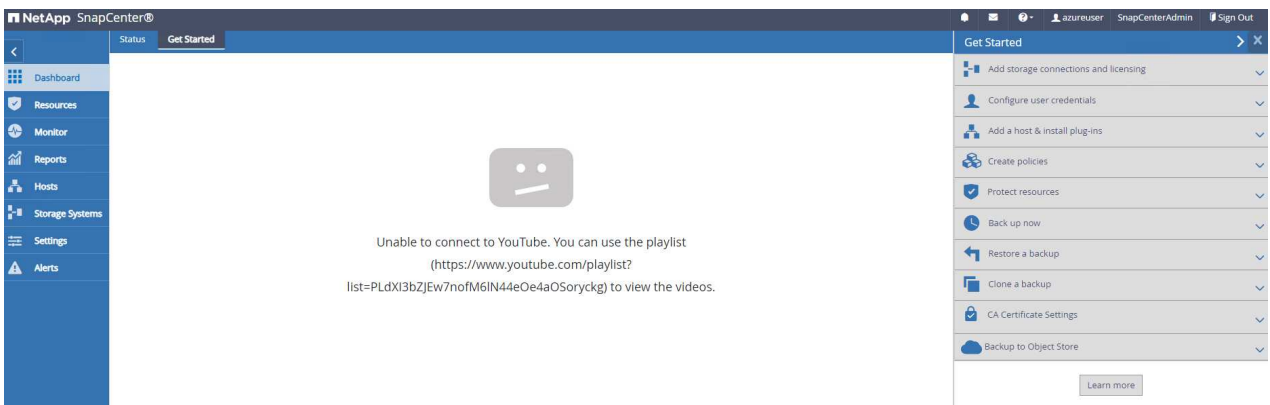 NetApp SnapCenter®
azureuser SnapCenterAdmin Sign Out
Status Get Started
Dashboard
Resources
Monitor
Reports
Hosts
Storage Systems
Settings
Alerts
Unable to connect to YouTube. You can use the playlist
(https://www.youtube.com/playlist?
list=PLdXI3bZJEw7nofM6lN44eOe4aOSoryckg) to view the videos.
Get Started
Add storage connections and licensing
Configure user credentials
Add a host & install plug-ins
Create policies
Protect resources
Back up now
Restore a backup
Clone a backup
CA Certificate Settings
Backup to Object Store
Learn more